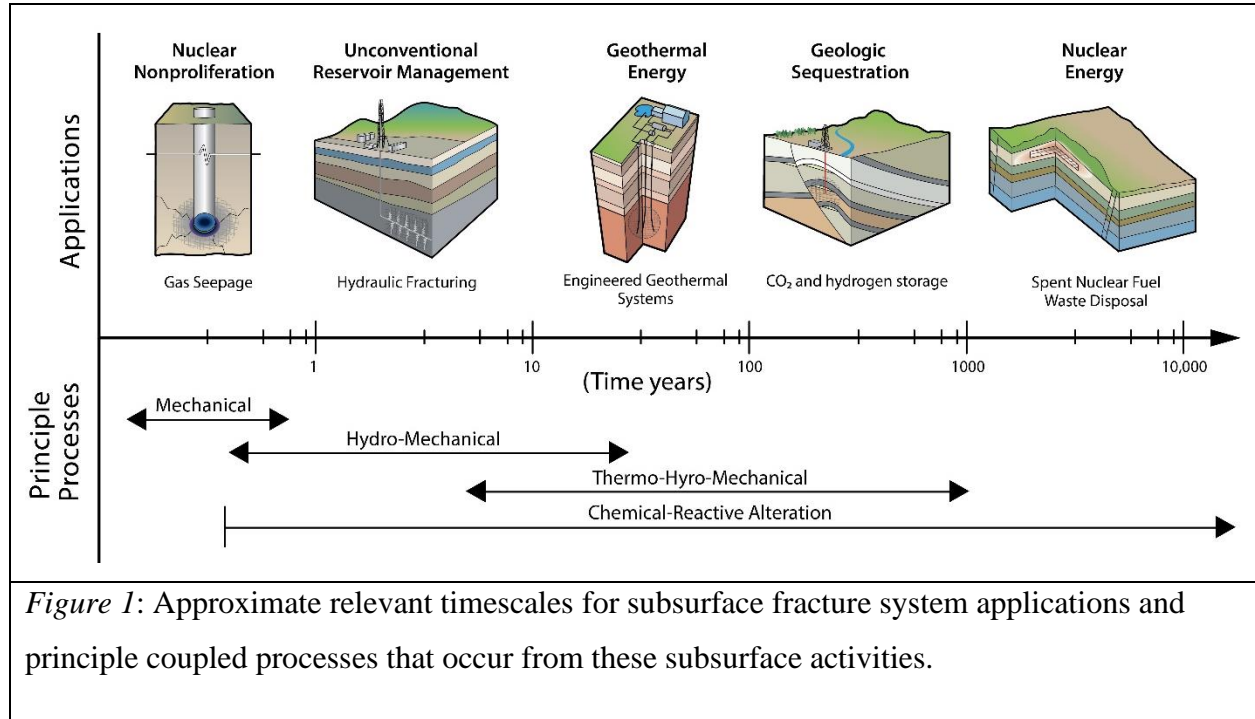 Applications
Nuclear
Nonproliferation
Unconventional
Reservoir Management
Geothermal
Energy
Geologic
Sequestration
Nuclear
Energy
Gas Seepage
Hydraulic Fracturing
Engineered Geothermal
Systems
CO₂ and hydrogen storage
Spent Nuclear Fuel
Waste Disposal
1
10
100
1000
10,000
(Time years)
Principle
Processes
Mechanical
Hydro-Mechanical
Thermo-Hyro-Mechanical
Chemical-Reactive Alteration
Figure 1: Approximate relevant timescales for subsurface fracture system applications and
principle coupled processes that occur from these subsurface activities.